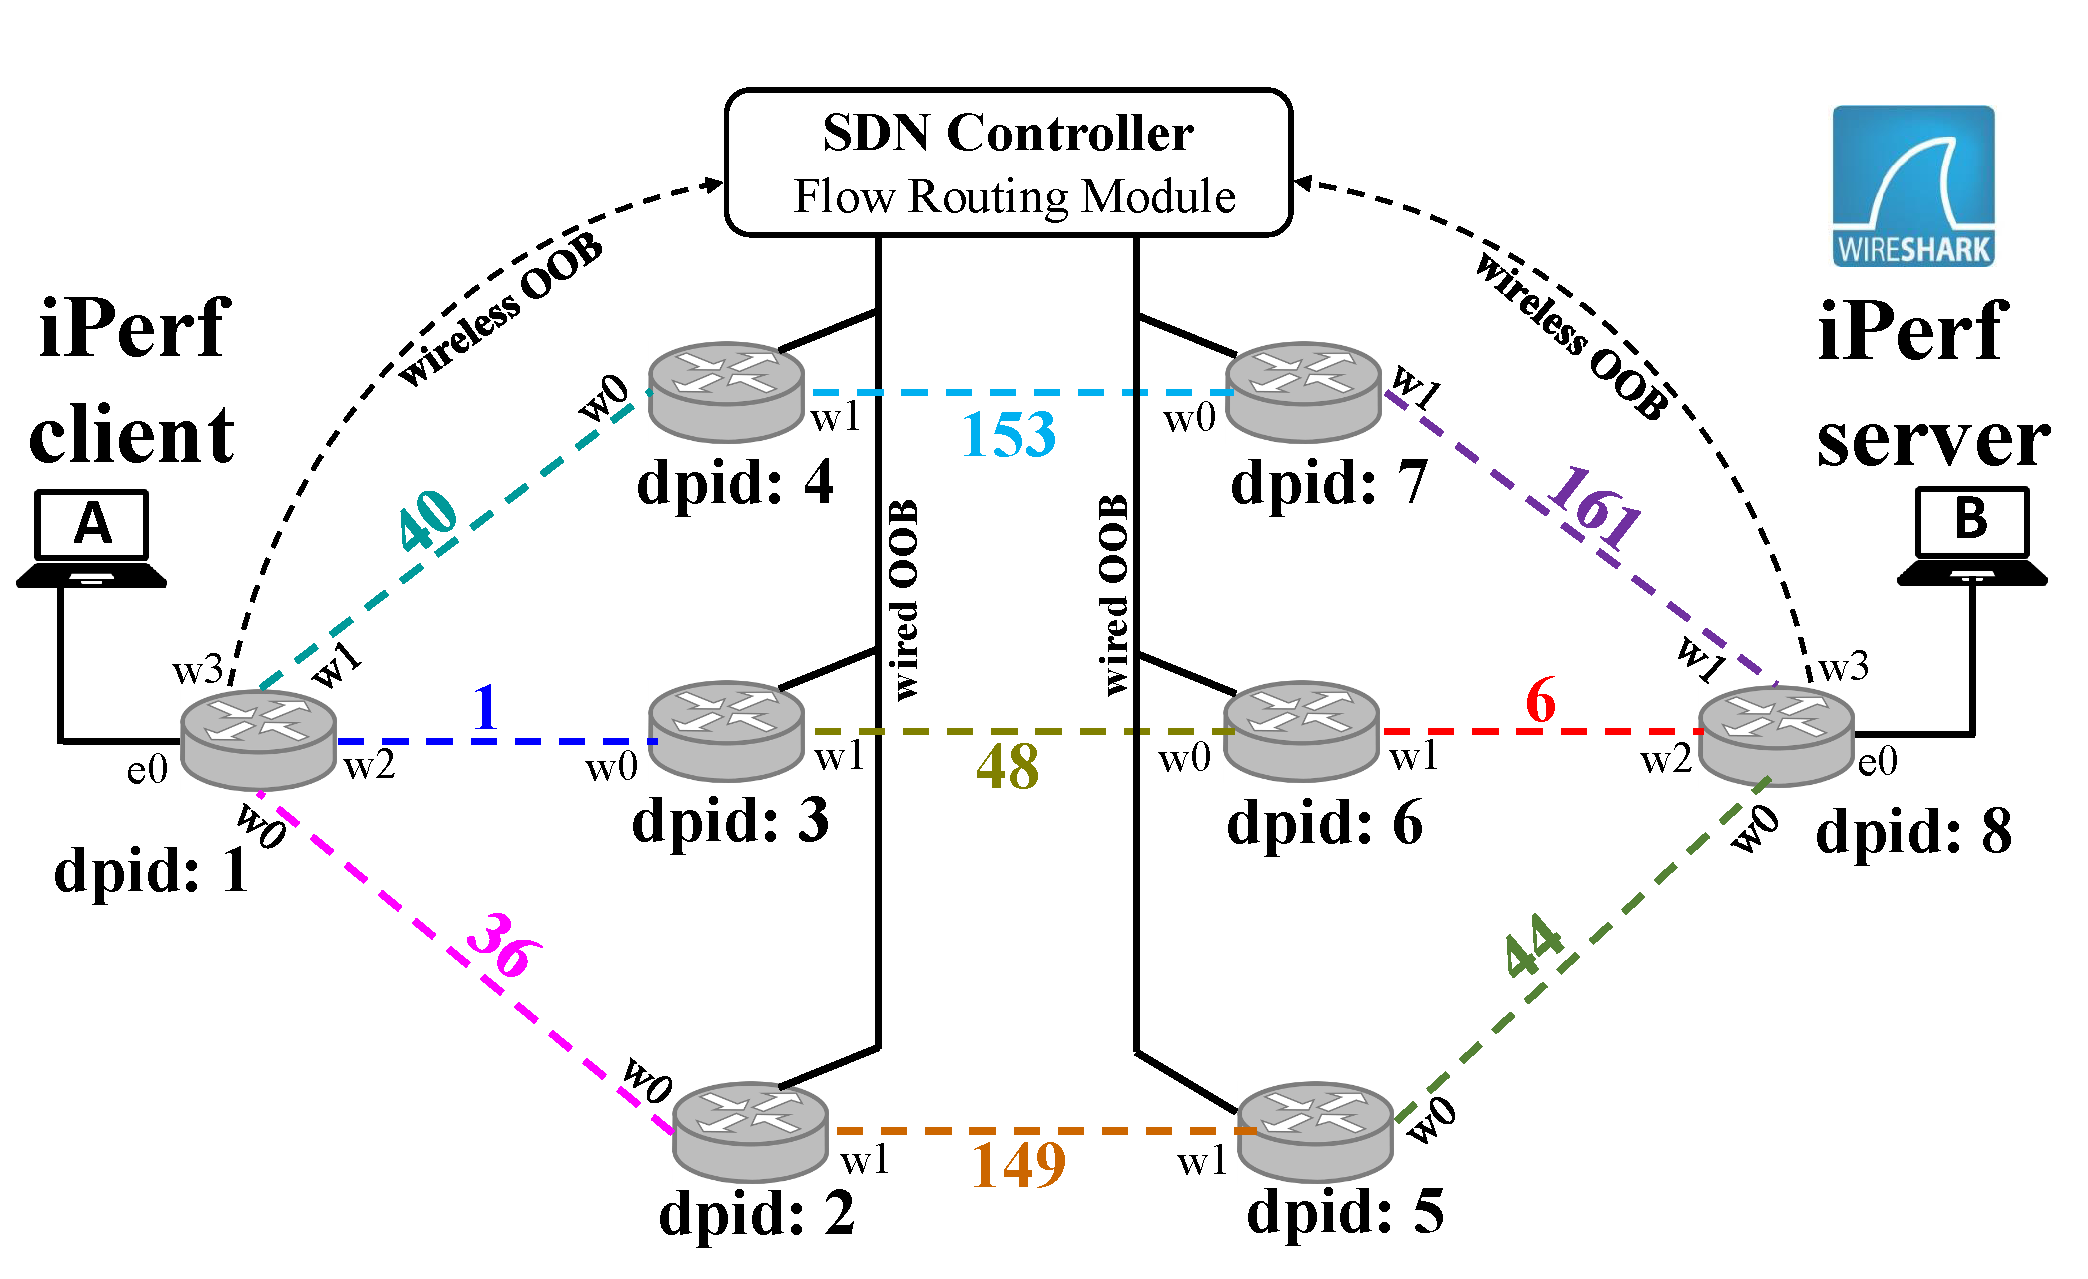 SDN Controller
Flow Routing Module
WIRESHARK
iPerf
client
A
iPerf
server
B
wireless OOB
wireless OOB
wired OOB
wired OOB
w0
w1
153
w0
w1
dpid: 4
dpid: 7
40
161
w3
w1
w1
w3
e0
w2
1
w0
w1
48
w0
w1
6
w2
e0
w0
dpid: 1
dpid: 3
dpid: 6
w0
dpid: 8
36
44
w0
w1
149
w1
w0
dpid: 2
dpid: 5